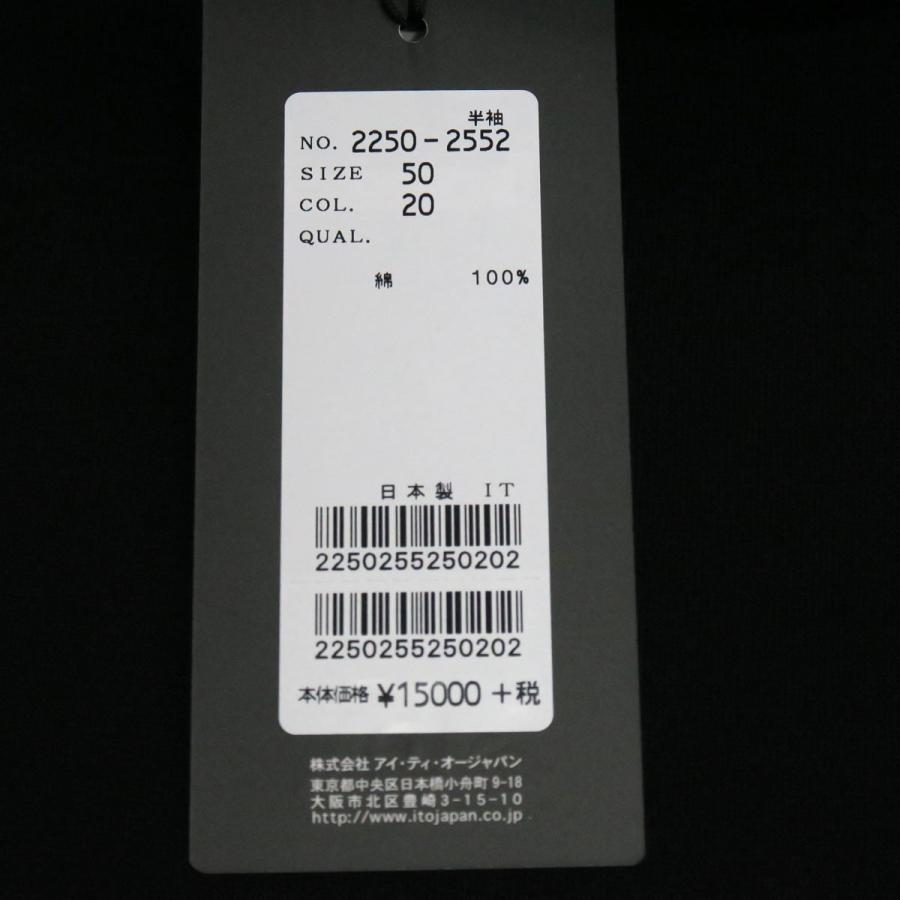 半袖
NO. 2250-2552
SIZE 50
COL. 20
QUAL.
綿 100%
日本製 IT
2250255250202
2250255250202
本体価格 ¥15000 +税
株式会社 アイ・ティ・オージャパン
東京都中央区日本橋小舟町9-18
大阪市北区豊崎3-15-10
http://www.itojapan.co.jp